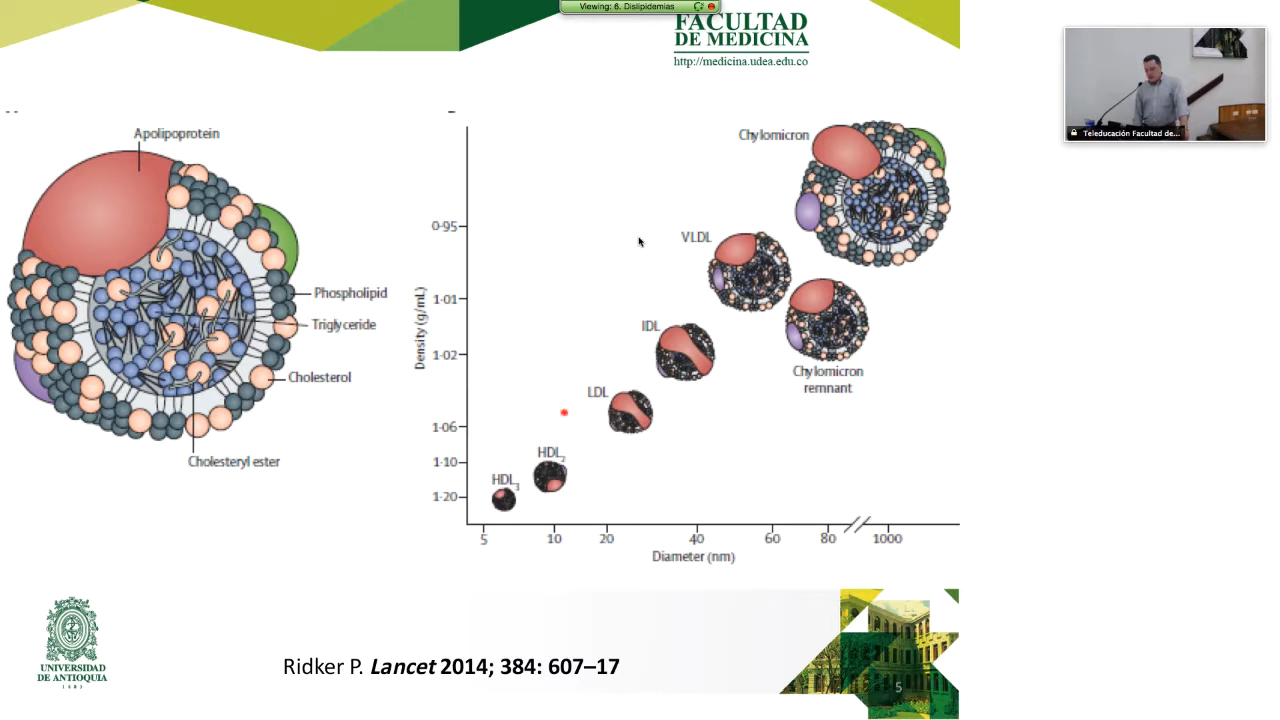 Viewing: 6. Dislipidemias
FACULTAD
DE MEDICINA
http://medicina.udea.edu.co
Teleducación Facultad de...
Apolipoprotein
Phospholipid
Triglyceride
Cholesterol
Cholesteryl ester
Density (g/mL)
0·95
1·01
1·02
1·06
1·10
1·20
Chylomicron
VLDL
IDL
Chylomicron
remnant
LDL
HDL2
HDL3
5
10
20
40
60
80
1000
Diameter (nm)
UNIVERSIDAD
DE ANTIOQUIA
1803
Ridker P. Lancet 2014; 384: 607–17
5